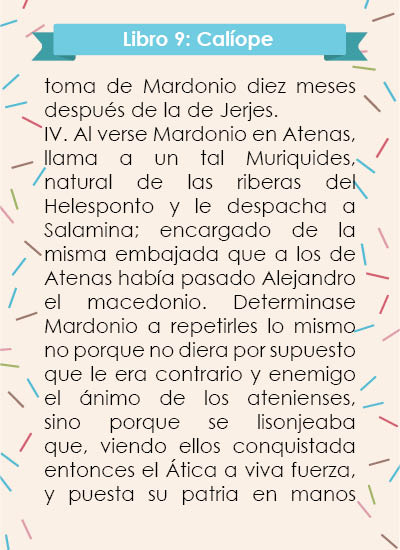 Libro 9: Calíope
toma de Mardonio diez meses
después de la de Jerjes.
IV. Al verse Mardonio en Atenas,
llama a un tal Muriquides,
natural de las riberas del
Helesponto y le despacha a
Salamina; encargado de la
misma embajada que a los de
Atenas había pasado Alejandro
el macedonio. Determinase
Mardonio a repetirles lo mismo
no porque no diera por supuesto
que le era contrario y enemigo
el ánimo de los atenienses,
sino porque se lisonjeaba
que, viendo ellos conquistada
entonces el Ática a viva fuerza,
y puesta su patria en manos